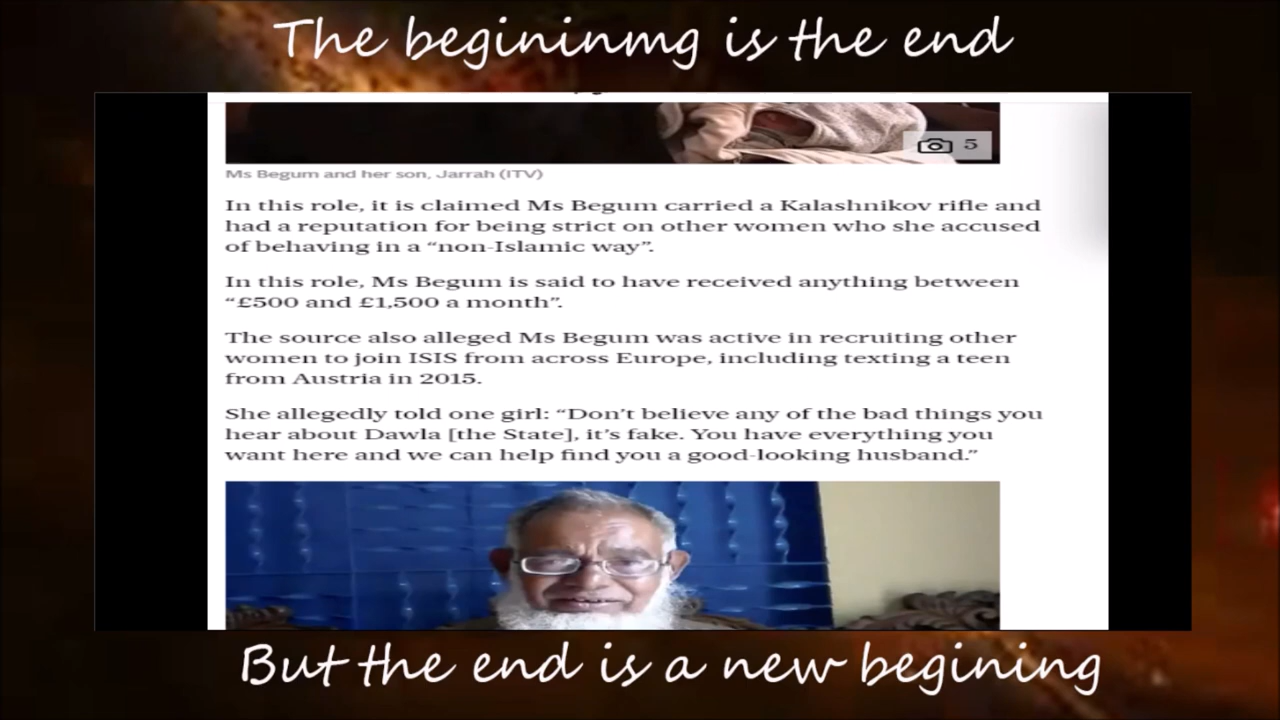 The begininmg is the end
5
Ms Begum and her son, Jarrah (ITV)
In this role, it is claimed Ms Begum carried a Kalashnikov rifle and
had a reputation for being strict on other women who she accused
of behaving in a “non-Islamic way”.
In this role, Ms Begum is said to have received anything between
“£500 and £1,500 a month”.
The source also alleged Ms Begum was active in recruiting other
women to join ISIS from across Europe, including texting a teen
from Austria in 2015.
She allegedly told one girl: “Don’t believe any of the bad things you
hear about Dawla [the State], it’s fake. You have everything you
want here and we can help find you a good-looking husband.”
But the end is a new begining